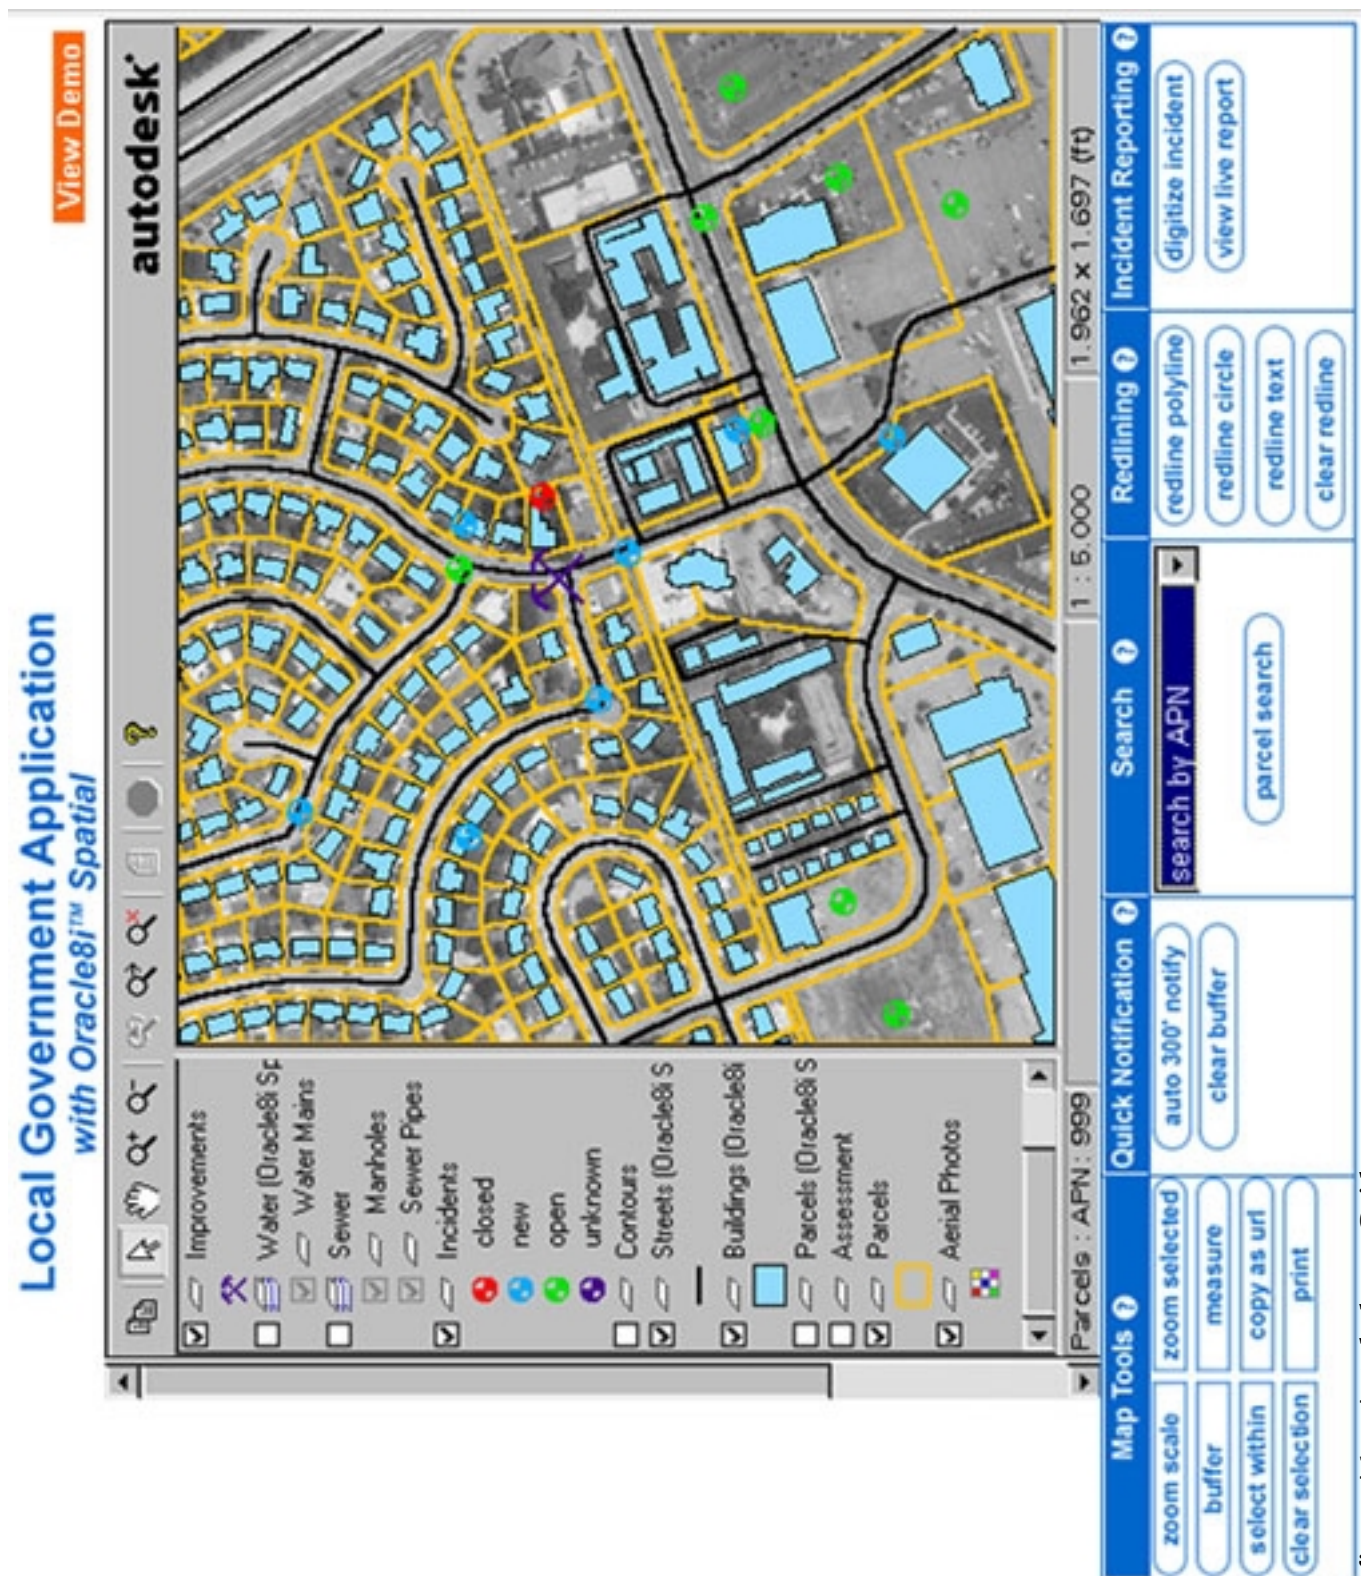 Local Government Application
with Oracle8i™ Spatial
View Demo
autodesk
Improvements
Water (Oracle8i Sp
Water Mains
Sewer
Manholes
Sewer Pipes
Incidents
closed
new
open
unknown
Contours
Streets (Oracle8i S
Buildings (Oracle8i
Parcels (Oracle8i S
Assessment
Parcels
Aerial Photos
Parcels : APN: 999
1 : 5.000
1.962 x 1.697 (ft)
Map Tools ?
zoom scale
zoom selected
buffer
measure
select within
copy as url
clear selection
print
Quick Notification ?
auto 300' notify
clear buffer
Search ?
search by APN
parcel search
Redlining ?
redline polyline
redline circle
redline text
clear redline
Incident Reporting ?
digitize incident
view live report